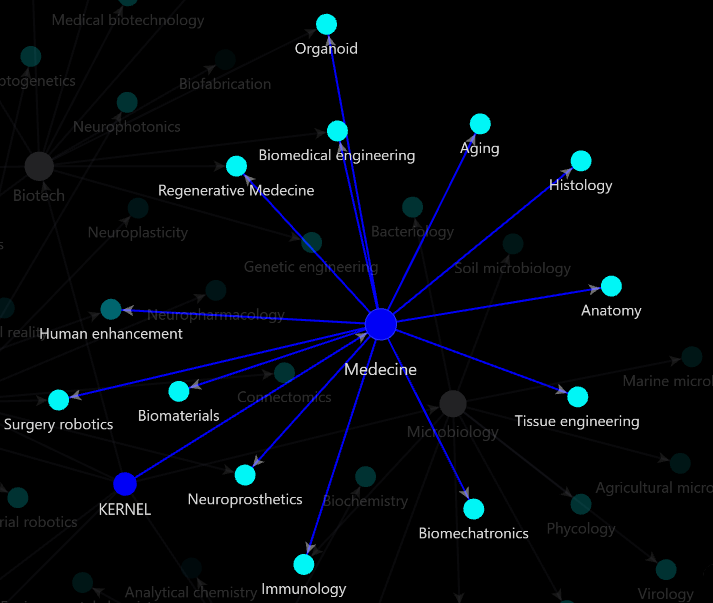 Medical biotechnology
Organoid
ptogenetics
Biofabrication
Neurophotonics
Biomedical engineering
Aging
Regenerative Medecine
Histology
Biotech
Neuroplasticity
Bacteriology
Genetic engineering
Soil microbiology
Neuropharmacology
Anatomy
l reality
Human enhancement
Medecine
Marine microl
Connectomics
Surgery robotics
Biomaterials
Tissue engineering
Microbiology
Agricultural micro
Neuroprosthetics
Biochemistry
KERNEL
rial robotics
Biomechatronics
Phycology
Immunology
Analytical chemistry
Virology